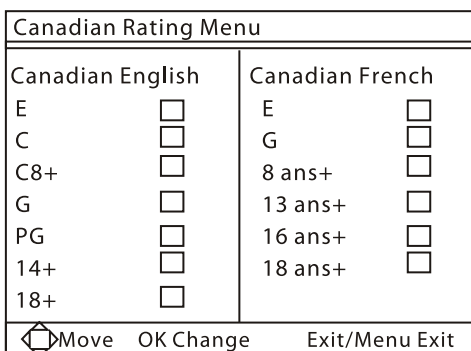 Canadian Rating Menu
Canadian English
E
C
C8+
G
PG
14+
18+
Canadian French
E
G
8 ans+
13 ans+
16 ans+
18 ans+
Move OK Change Exit/Menu Exit